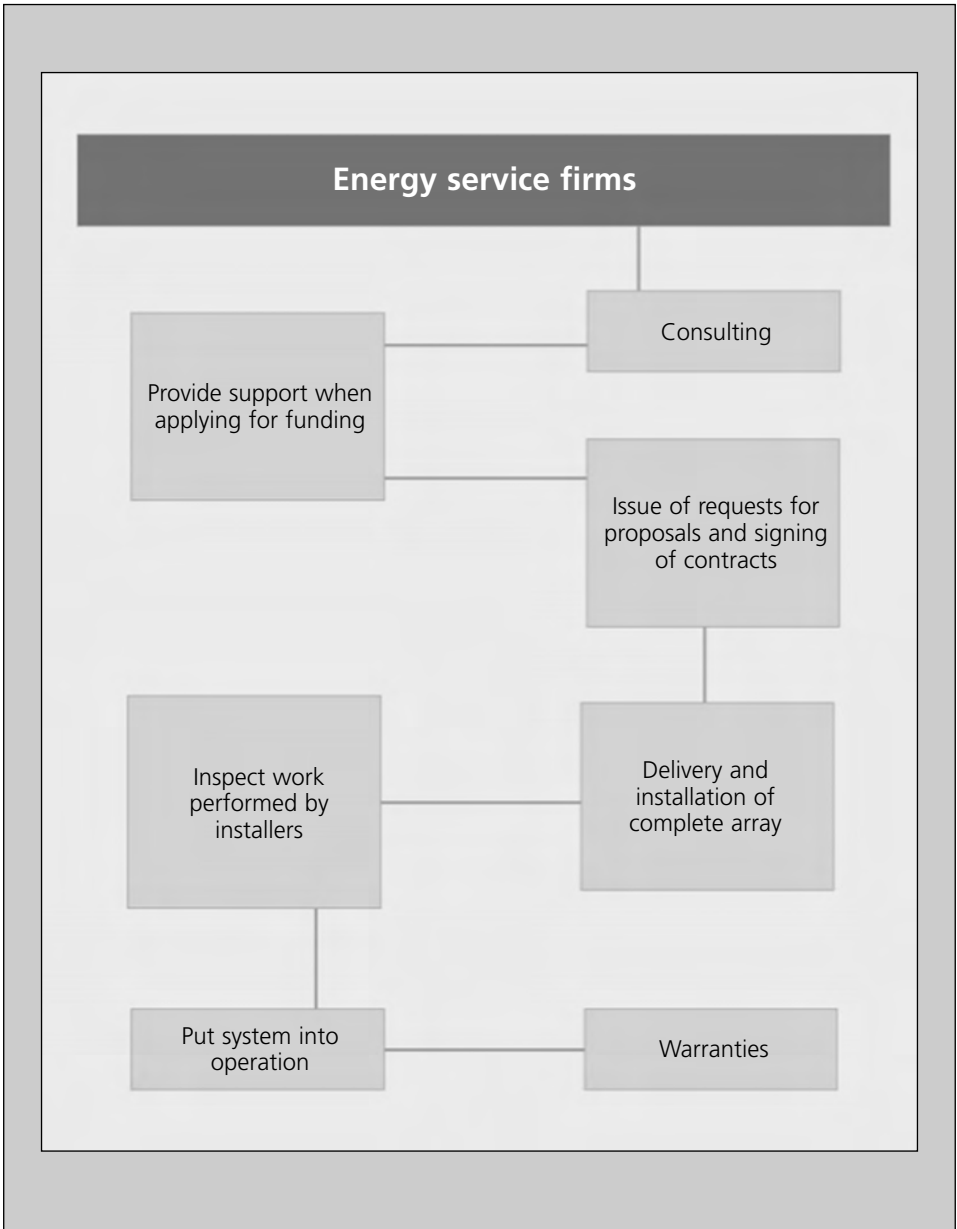 Energy service firms
Consulting
Provide support when
applying for funding
Issue of requests for
proposals and signing
of contracts
Delivery and
installation of
complete array
Inspect work
performed by
installers
Put system into
operation
Warranties